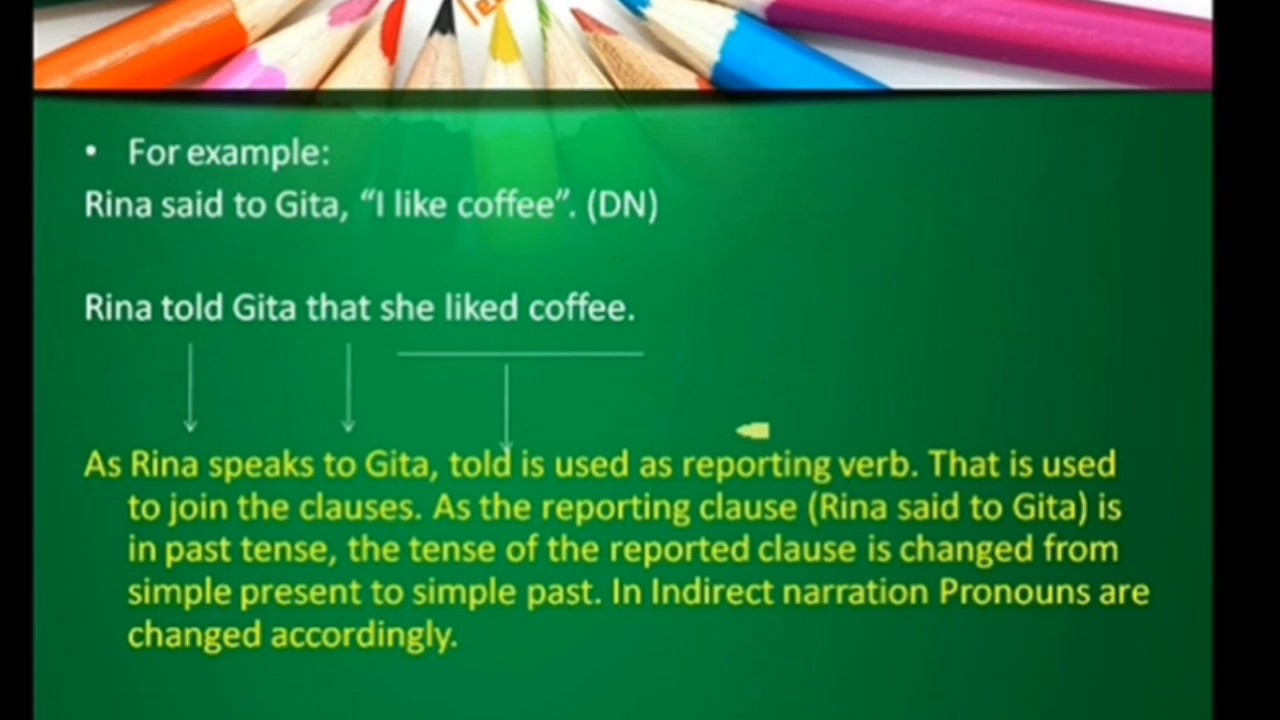 • For example:
Rina said to Gita, “I like coffee”. (DN)
Rina told Gita that she liked coffee.
As Rina speaks to Gita, told is used as reporting verb. That is used
to join the clauses. As the reporting clause (Rina said to Gita) is
in past tense, the tense of the reported clause is changed from
simple present to simple past. In Indirect narration Pronouns are
changed accordingly.